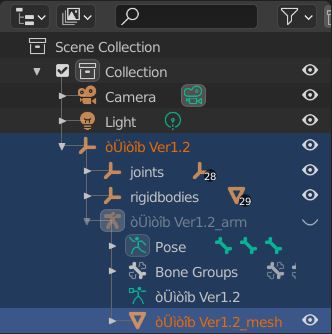 Scene Collection
Collection
Camera
Light
òÜìòîb Ver1.2
joints 28
rigidbodies 29
òÜìòîb Ver1.2_arm
Pose
Bone Groups
òÜìòîb Ver1.2
òÜìòîb Ver1.2_mesh